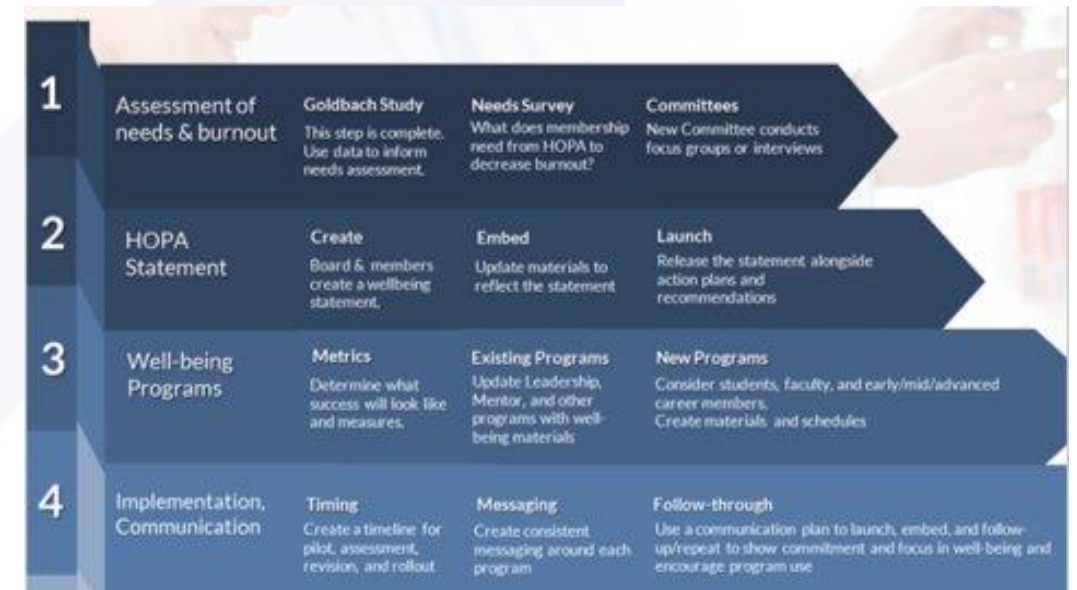 1
Assessment of
needs & burnout
Goldbach Study
This step is complete.
Use data to inform
needs assessment.
Needs Survey
What does membership
need from HOPA to
decrease burnout?
Committees
New Committee conducts
focus groups or interviews
2
HOPA
Statement
Create
Board & members
create a wellbeing
statement.
Embed
Update materials to
reflect the statement
Launch
Release the statement alongside
action plans and
recommendations
3
Well-being
Programs
Metrics
Determine what
success will look like
and measures.
Existing Programs
Update Leadership,
Mentor, and other
programs with well-
being materials
New Programs
Consider students, faculty, and early/mid/advanced
career members.
Create materials and schedules
4
Implementation,
Communication
Timing
Create a timeline for
pilot, assessment,
revision, and rollout
Messaging
Create consistent
messaging around each
program
Follow-through
Use a communication plan to launch, embed, and follow-
up/repeat to show commitment and focus in well-being and
encourage program use